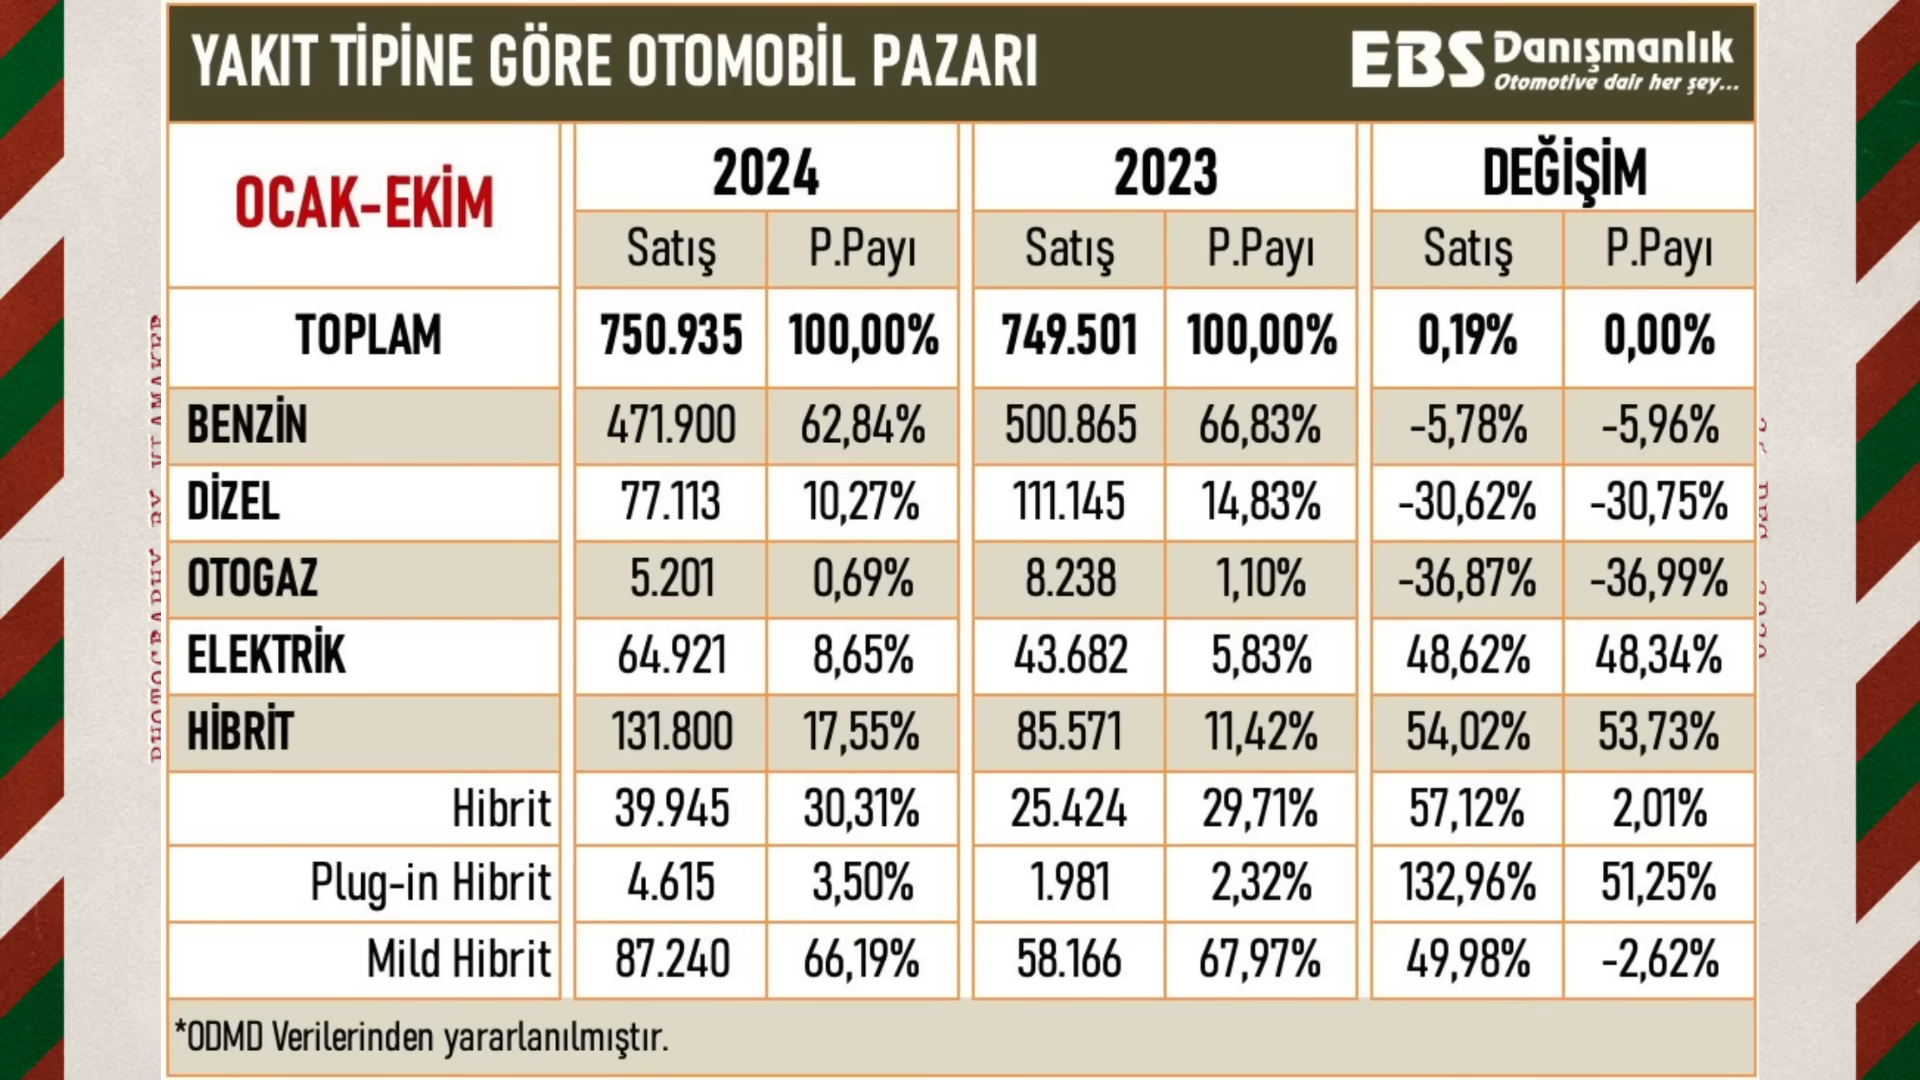 YAKIT TİPİNE GÖRE OTOMOBİL PAZARI
EBS Danışmanlık
Otomotive dair her şey...
OCAK-EKİM 2024 2023 DEĞİŞİM
Satış P.Payı Satış P.Payı Satış P.Payı
TOPLAM 750.935 100,00% 749.501 100,00% 0,19% 0,00%
BENZİN 471.900 62,84% 500.865 66,83% -5,78% -5,96%
DİZEL 77.113 10,27% 111.145 14,83% -30,62% -30,75%
OTOGAZ 5.201 0,69% 8.238 1,10% -36,87% -36,99%
ELEKTRİK 64.921 8,65% 43.682 5,83% 48,62% 48,34%
HİBRİT 131.800 17,55% 85.571 11,42% 54,02% 53,73%
Hibrit 39.945 30,31% 25.424 29,71% 57,12% 2,01%
Plug-in Hibrit 4.615 3,50% 1.981 2,32% 132,96% 51,25%
Mild Hibrit 87.240 66,19% 58.166 67,97% 49,98% -2,62%
*ODMD Verilerinden yararlanılmıştır.